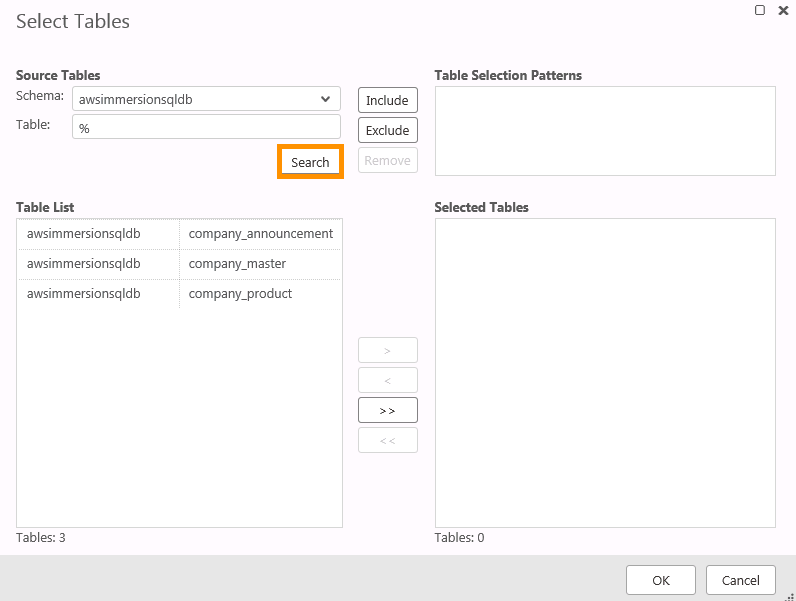 Select Tables
Source Tables
Schema: awsimmersionsqldb
Table: %
Search
Include
Exclude
Remove
Table Selection Patterns
Table List
awsimmersionsqldb company_announcement
awsimmersionsqldb company_master
awsimmersionsqldb company_product
Tables: 3
>
<
>>
<<
Selected Tables
Tables: 0
OK Cancel